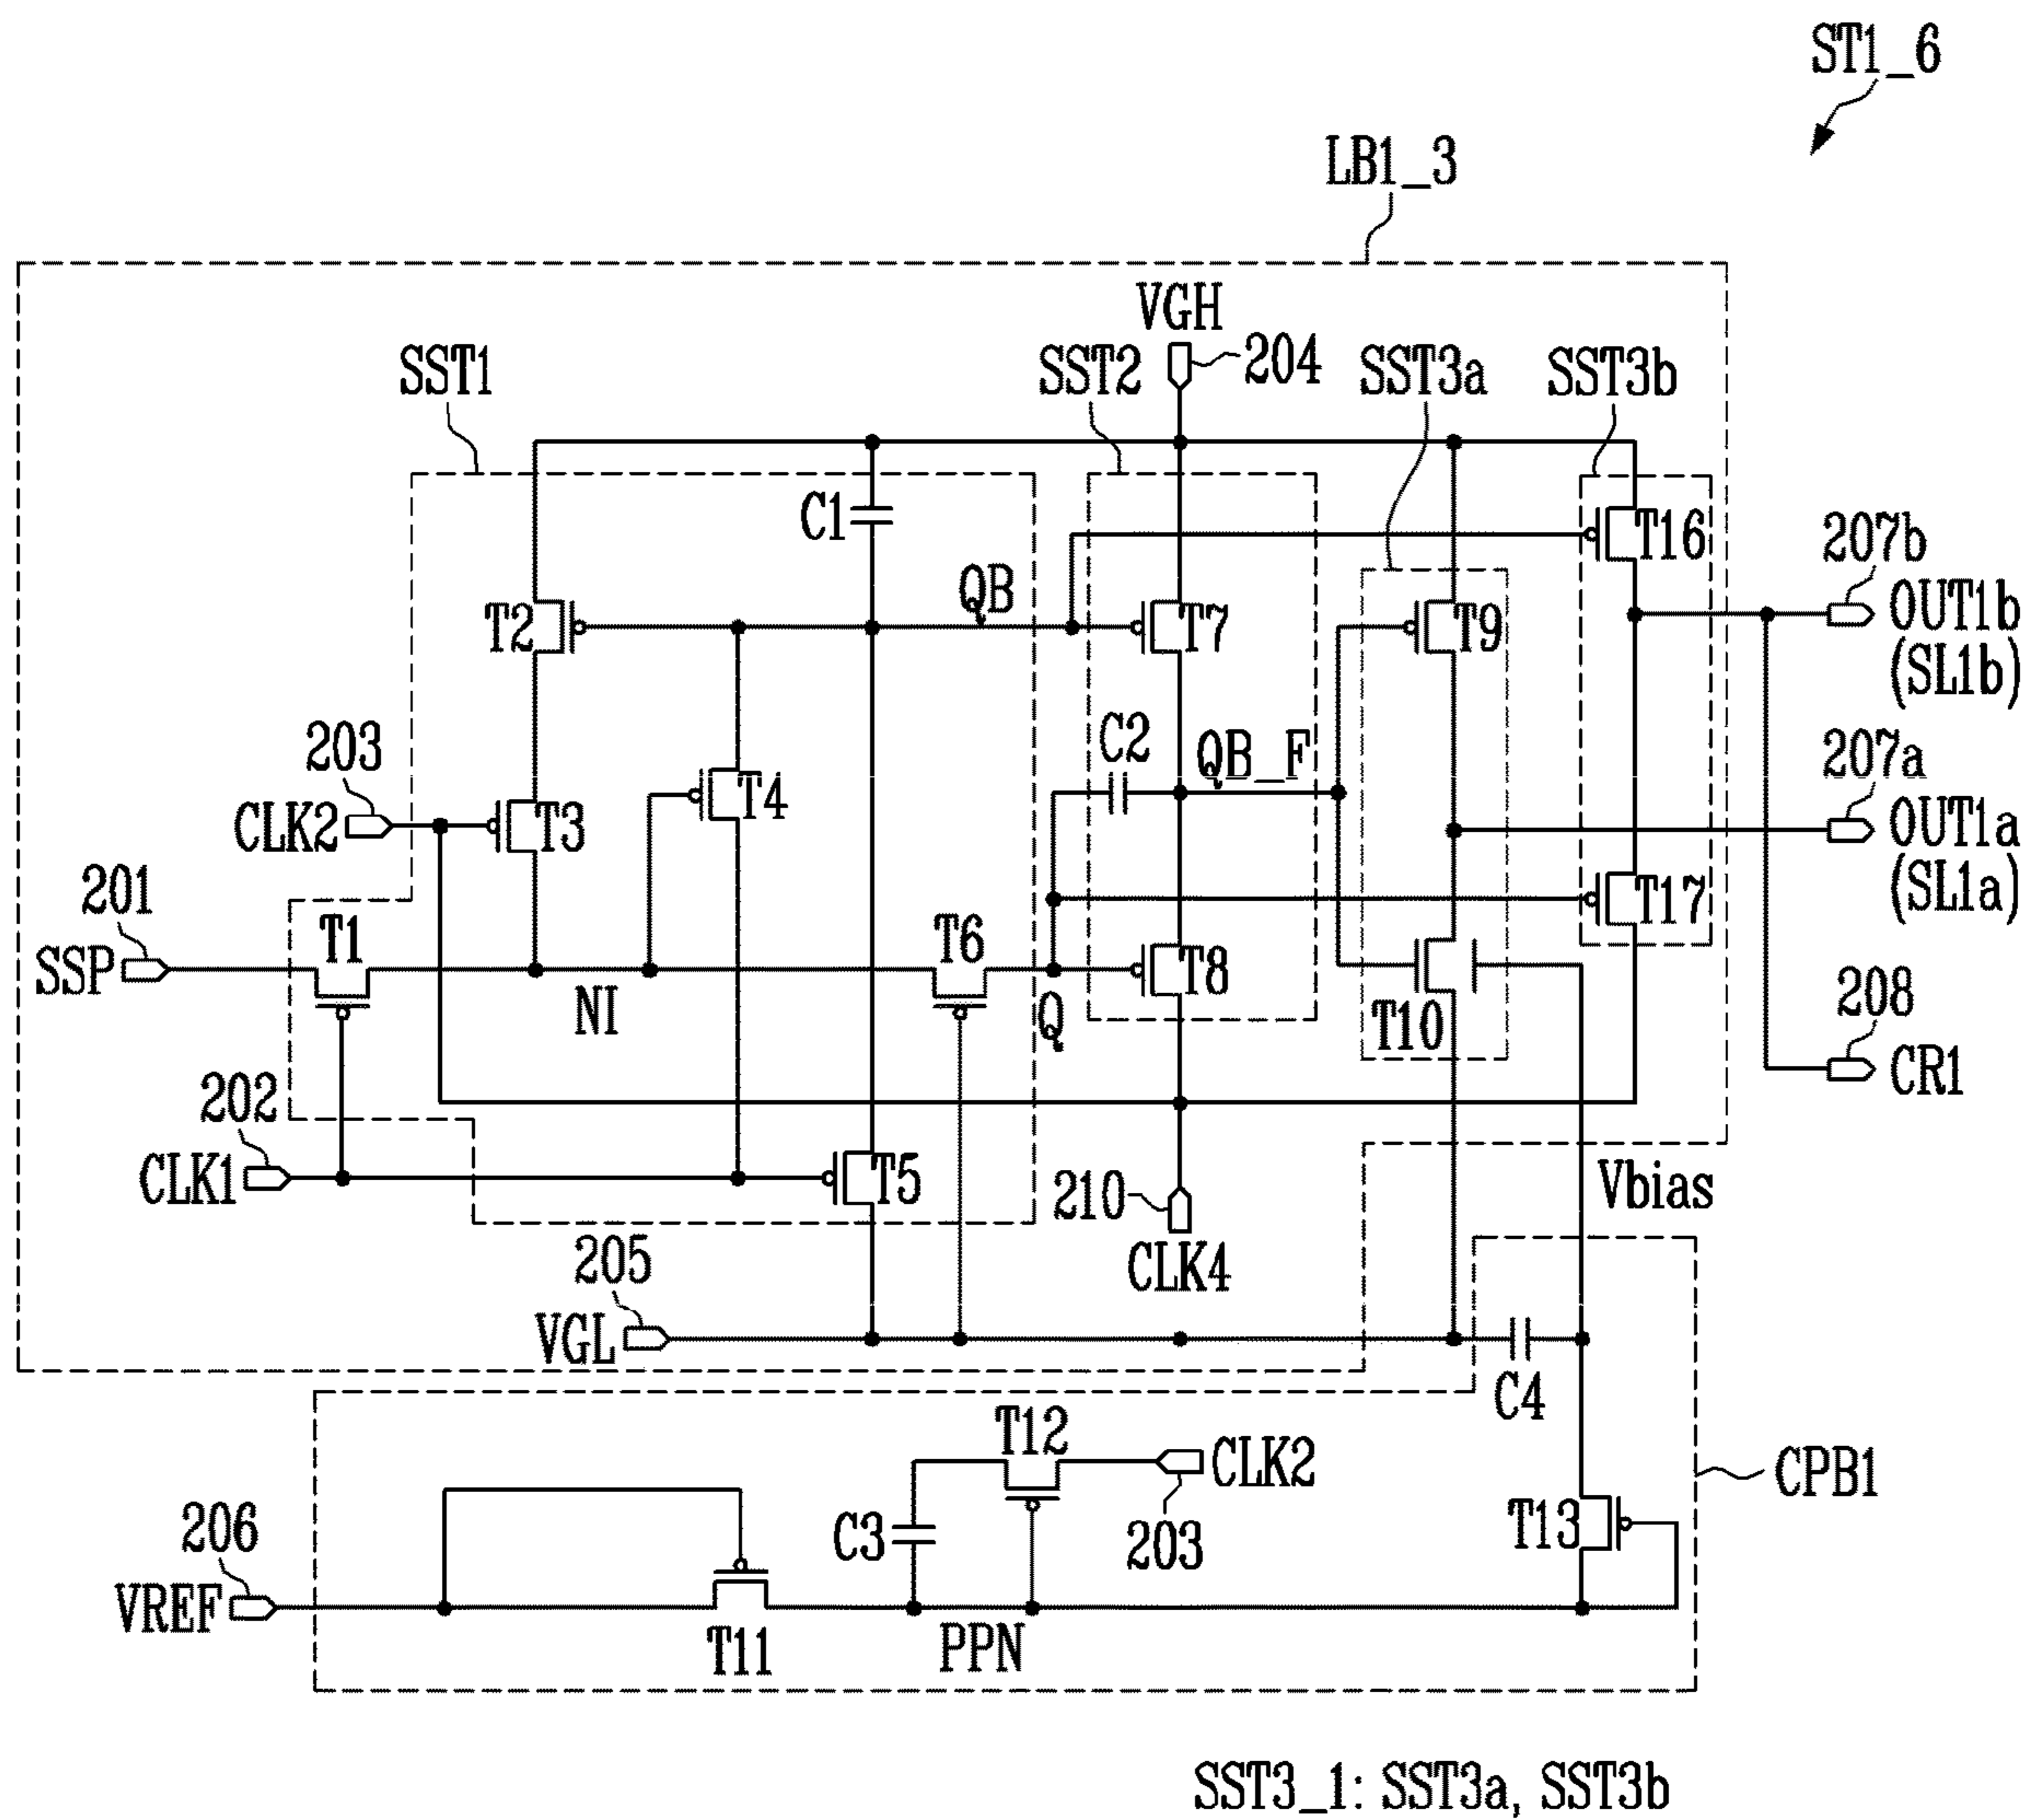 ST1_6
LB1_3
VGH
204
SST1
SST2
SST3a
SST3b
C1
T16
207b
OUT1b
(SL1b)
QB
T2
T7
T9
C2
QB_F
203
CLK2
T3
T4
207a
OUT1a
(SL1a)
201
SSP
T1
T6
T8
T17
NI
Q
T10
208
CR1
202
CLK1
T5
210
CLK4
Vbias
205
VGL
C4
T12
CLK2
203
CPB1
206
VREF
C3
T13
T11
PPN
SST3_1: SST3a, SST3b